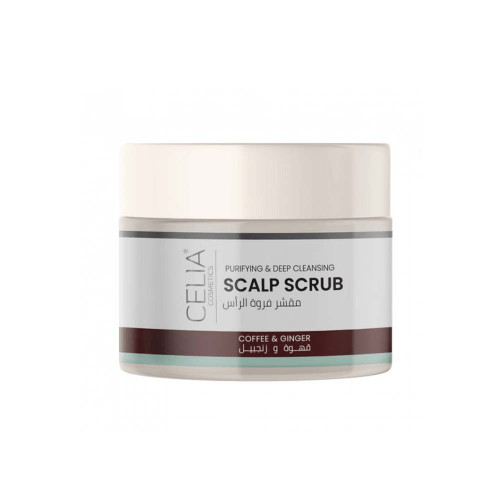 CELIA®
COSMETICS
PURIFYING & DEEP CLEANSING
SCALP SCRUB
مقشر فروة الرأس
COFFEE & GINGER
قهوة و زنجبيل